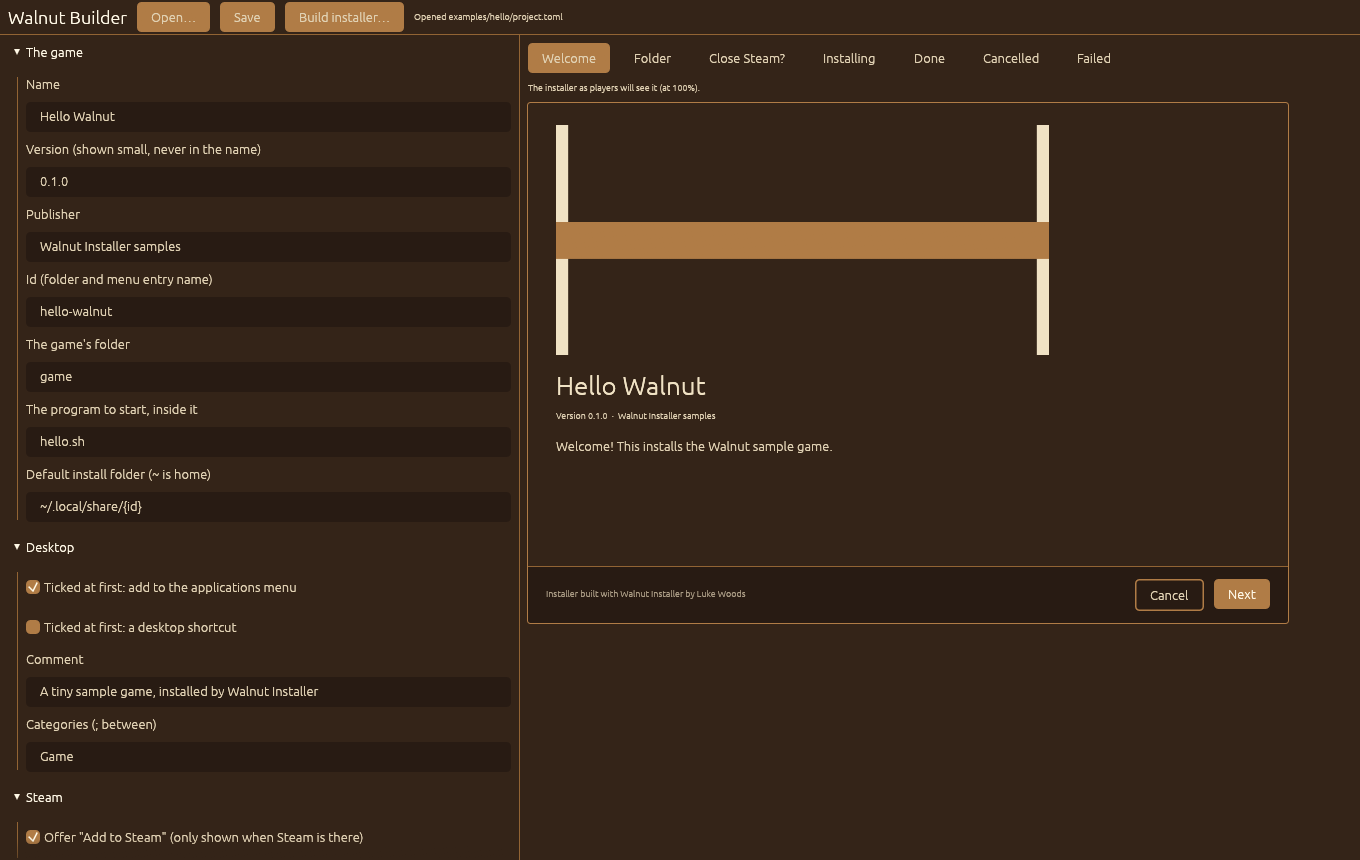 Walnut Builder
Open...
Save
Build installer...
Opened examples/hello/project.toml
The game
Name
Hello Walnut
Version (shown small, never in the name)
0.1.0
Publisher
Walnut Installer samples
Id (folder and menu entry name)
hello-walnut
The game's folder
game
The program to start, inside it
hello.sh
Default install folder (~ is home)
~/.local/share/{id}
Desktop
Ticked at first: add to the applications menu
Ticked at first: a desktop shortcut
Comment
A tiny sample game, installed by Walnut Installer
Categories (; between)
Game
Steam
Offer "Add to Steam" (only shown when Steam is there)
Welcome
Folder
Close Steam?
Installing
Done
Cancelled
Failed
The installer as players will see it (at 100%).
Hello Walnut
Version 0.1.0 · Walnut Installer samples
Welcome! This installs the Walnut sample game.
Installer built with Walnut Installer by Luke Woods
Cancel
Next